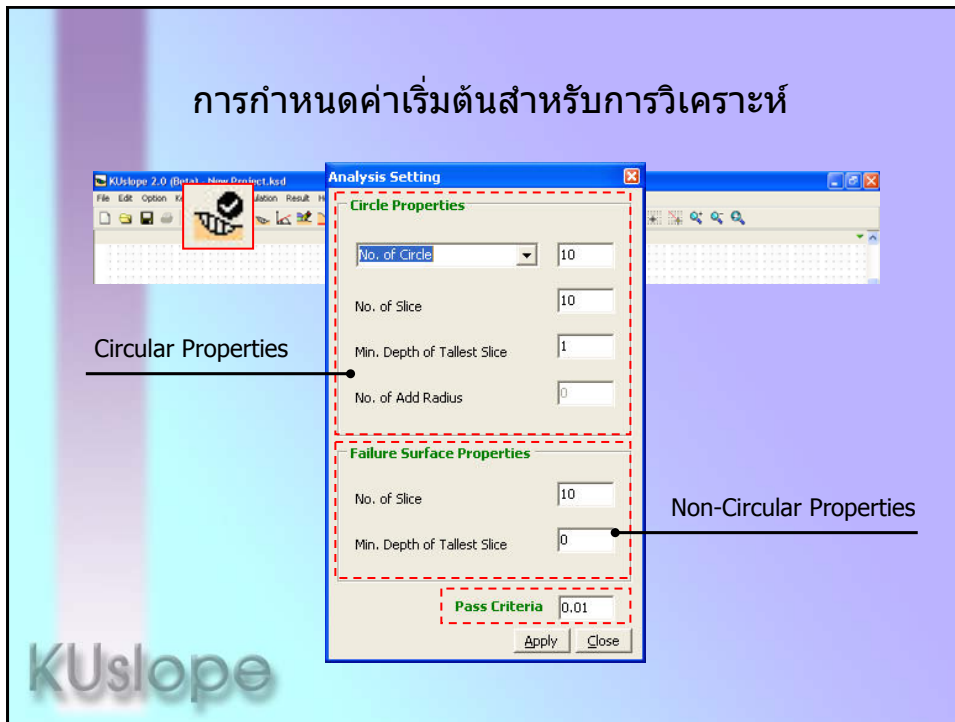 การกำหนดค่าเริ่มต้นสำหรับการวิเคราะห์
KUslope 2.0 (Beta) - New Project.ksd
File Edit Option
Result
Analysis Setting
Circle Properties
No. of Circle 10
No. of Slice 10
Min. Depth of Tallest Slice 1
No. of Add Radius 0
Circular Properties
Failure Surface Properties
No. of Slice 10
Min. Depth of Tallest Slice 0
Non-Circular Properties
Pass Criteria 0.01
Apply Close
KUslope